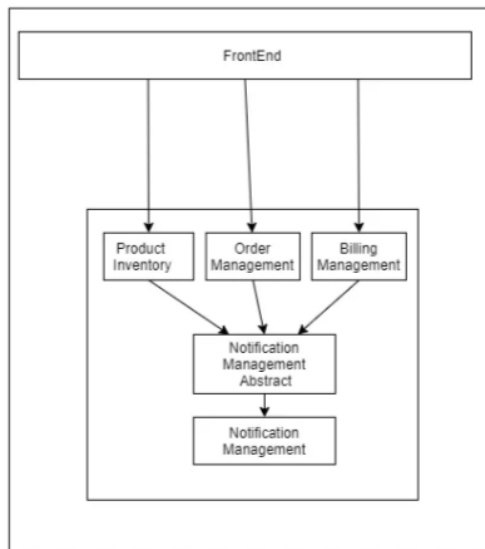 FrontEnd
Product
Inventory
Order
Management
Billing
Management
Notification
Management
Abstract
Notification
Management